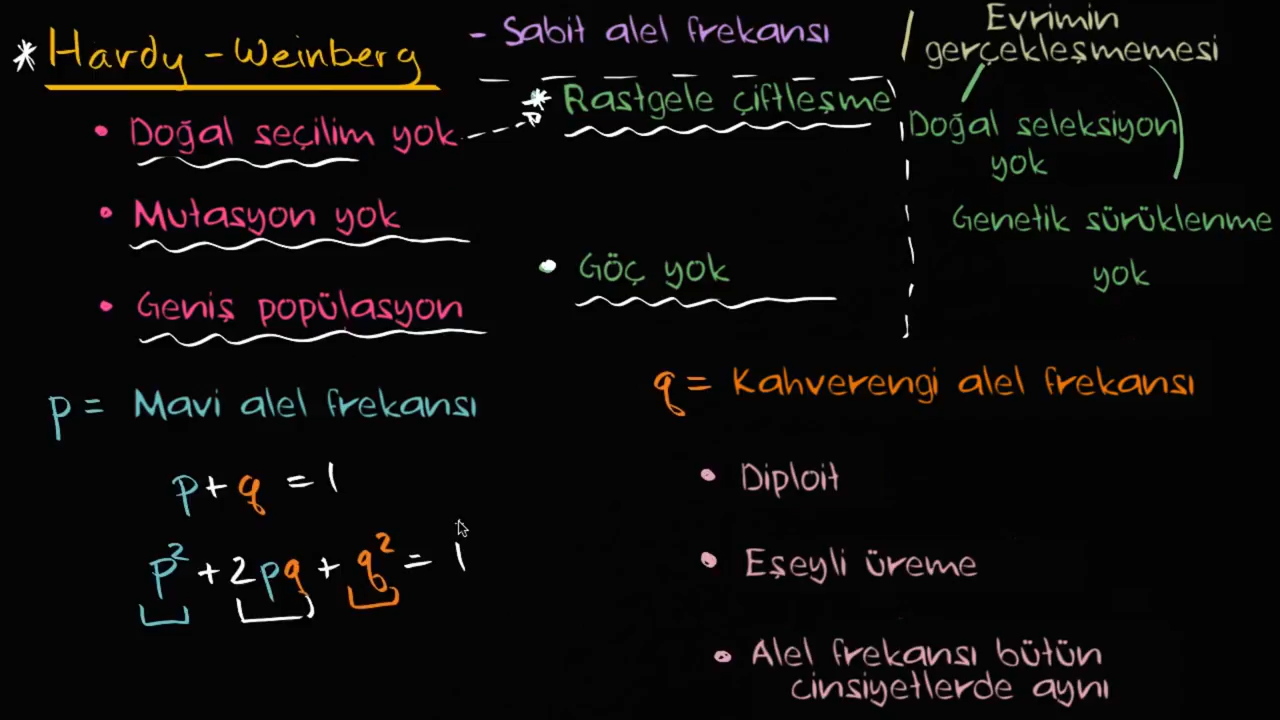 * Hardy - Weinberg
• Doğal seçilim yok
• Mutasyon yok
• Geniş popülasyon
- Sabit alel frekansı
* Rastgele çiftleşme
• Göç yok
Evrimin
gerçekleşmemesi
Doğal seleksiyon
yok
Genetik sürüklenme
yok
p = Mavi alel frekansı
q = Kahverengi alel frekansı
p + q = 1
p² + 2pq + q² = 1
• Diploit
• Eşeyli üreme
• Alel frekansı bütün
cinsiyetlerde aynı